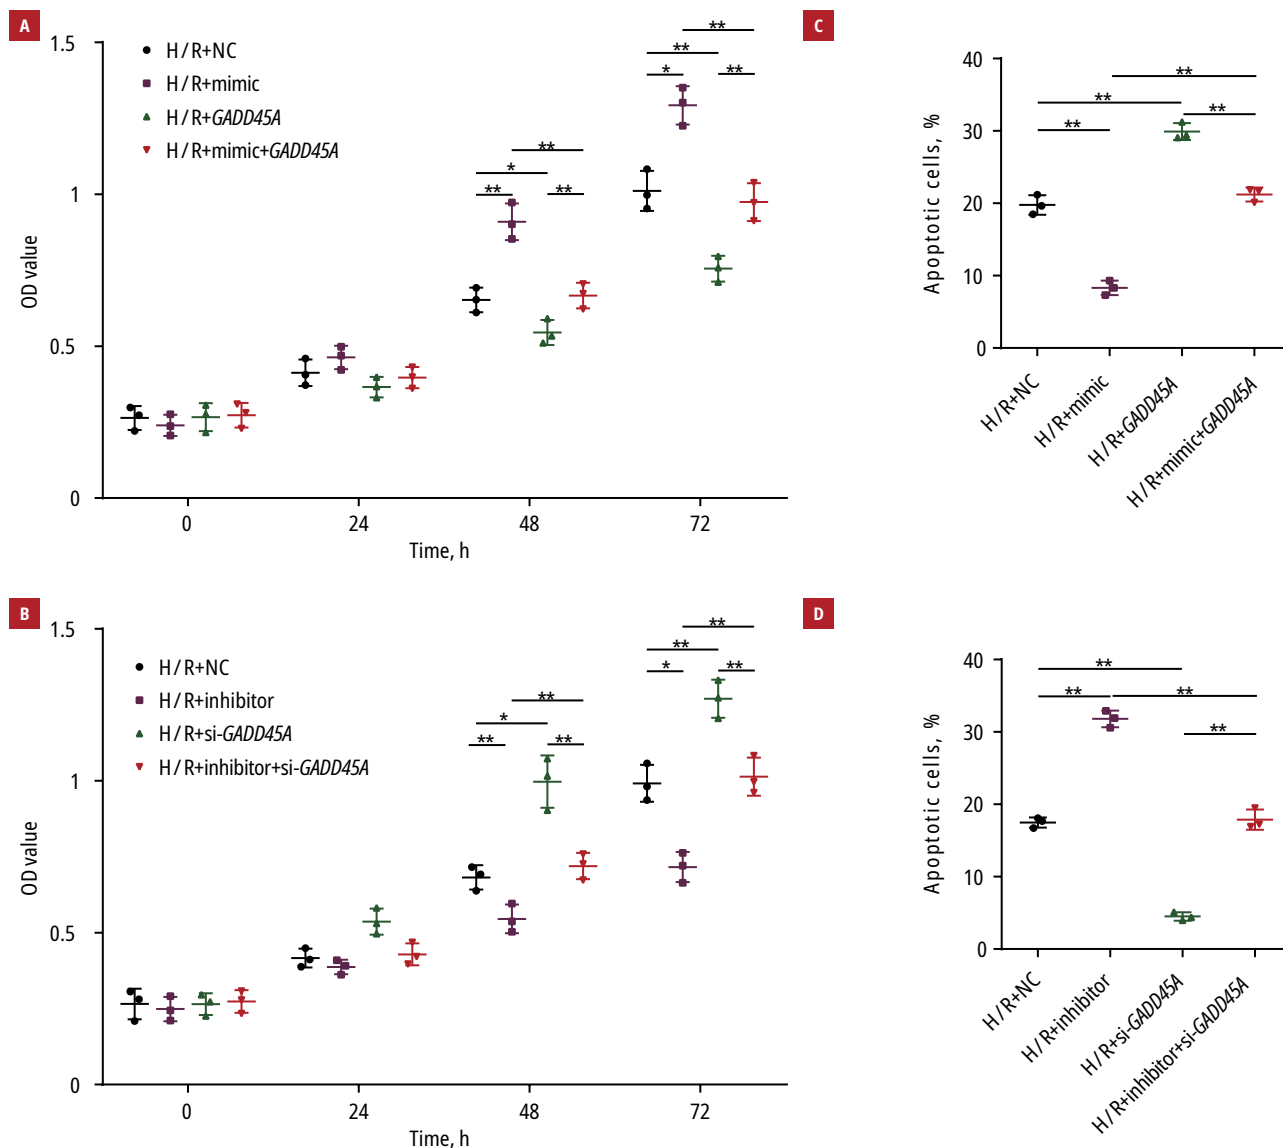 A
1.5
1
0.5
0
OD value
H / R+NC
H / R+mimic
H / R+GADD45A
H / R+mimic+GADD45A
**
*
**
**
**
**
*
**
0
24
48
72
Time, h
C
40
30
20
10
0
Apoptotic cells, %
**
**
**
**
H / R+NC
H / R+mimic
H / R+GADD45A
H / R+mimic+GADD45A
B
1.5
1
0.5
0
OD value
H / R+NC
H / R+inhibitor
H / R+si-GADD45A
H / R+inhibitor+si-GADD45A
**
*
**
**
**
**
*
**
0
24
48
72
Time, h
D
40
30
20
10
0
Apoptotic cells, %
**
**
**
**
H / R+NC
H / R+inhibitor
H / R+si-GADD45A
H / R+inhibitor+si-GADD45A